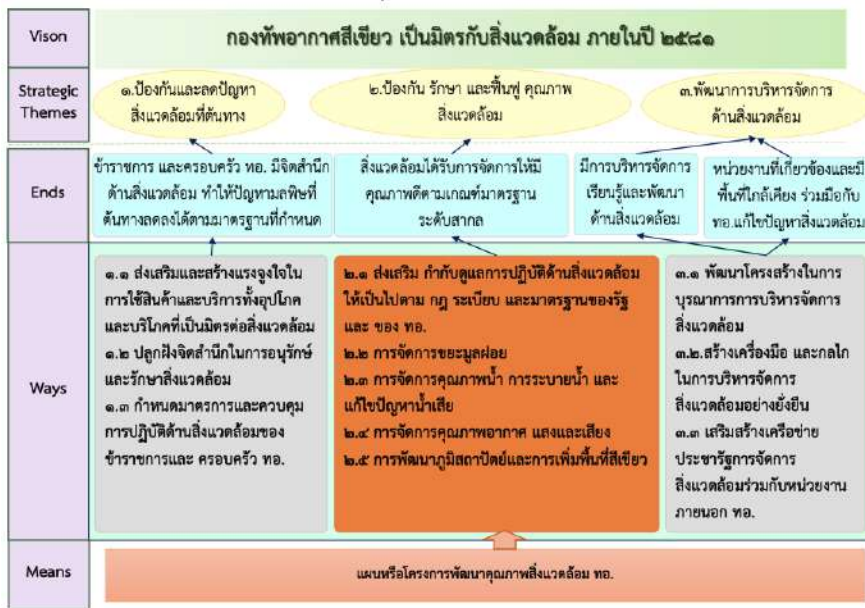 Vison
กองทัพอากาศสีเขียว เป็นมิตรกับสิ่งแวดล้อม ภายในปี ๒๕๘๑
Strategic
Themes
๑.ป้องกันและลดปัญหา
สิ่งแวดล้อมที่ต้นทาง
๒.ป้องกัน รักษา และฟื้นฟู คุณภาพ
สิ่งแวดล้อม
๓.พัฒนาการบริหารจัดการ
ด้านสิ่งแวดล้อม
Ends
ข้าราชการ และครอบครัว ทอ. มีจิตสำนึก
ด้านสิ่งแวดล้อม ทำให้ปัญหามลพิษที่
ต้นทางลดลงได้ตามมาตรฐานที่กำหนด
สิ่งแวดล้อมได้รับการจัดการให้มี
คุณภาพดีตามเกณฑ์มาตรฐาน
ระดับสากล
มีการบริหารจัดการ
เรียนรู้และพัฒนา
ด้านสิ่งแวดล้อม
หน่วยงานที่เกี่ยวข้องและมี
พื้นที่ใกล้เคียง ร่วมมือกับ
ทอ.แก้ไขปัญหาสิ่งแวดล้อม
Ways
๑.๑ ส่งเสริมและสร้างแรงจูงใจใน
การใช้สินค้าและบริการทั้งอุปโภค
และบริโภคที่เป็นมิตรต่อสิ่งแวดล้อม
๑.๒ ปลูกฝังจิตสำนึกในการอนุรักษ์
และรักษาสิ่งแวดล้อม
๑.๓ กำหนดมาตรการและควบคุม
การปฏิบัติด้านสิ่งแวดล้อมของ
ข้าราชการและ ครอบครัว ทอ.
๒.๑ ส่งเสริม กำกับดูแลการปฏิบัติด้านสิ่งแวดล้อม
ให้เป็นไปตาม กฎ ระเบียบ และมาตรฐานของรัฐ
และ ของ ทอ.
๒.๒ การจัดการขยะมูลฝอย
๒.๓ การจัดการคุณภาพน้ำ การระบายน้ำ และ
แก้ไขปัญหาน้ำเสีย
๒.๔ การจัดการคุณภาพอากาศ แสงและเสียง
๒.๕ การพัฒนาภูมิสถาปัตย์และการเพิ่มพื้นที่สีเขียว
๓.๑ พัฒนาโครงสร้างในการ
บูรณาการการบริหารจัดการ
สิ่งแวดล้อม
๓.๒.สร้างเครื่องมือ และกลไก
ในการบริหารจัดการ
สิ่งแวดล้อมอย่างยั่งยืน
๓.๓ เสริมสร้างเครือข่าย
ประชารัฐการจัดการ
สิ่งแวดล้อมร่วมกับหน่วยงาน
ภายนอก ทอ.
Means
แผนหรือโครงการพัฒนาคุณภาพสิ่งแวดล้อม ทอ.